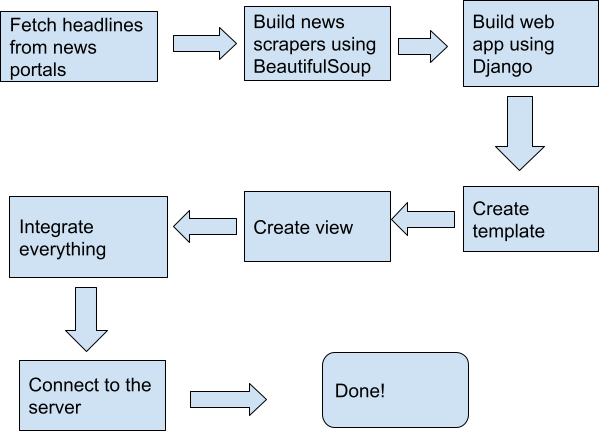 Fetch headlines
from news
portals
Build news
scrapers using
BeautifulSoup
Build web
app using
Django
Create
template
Create view
Integrate
everything
Connect to the
server
Done!